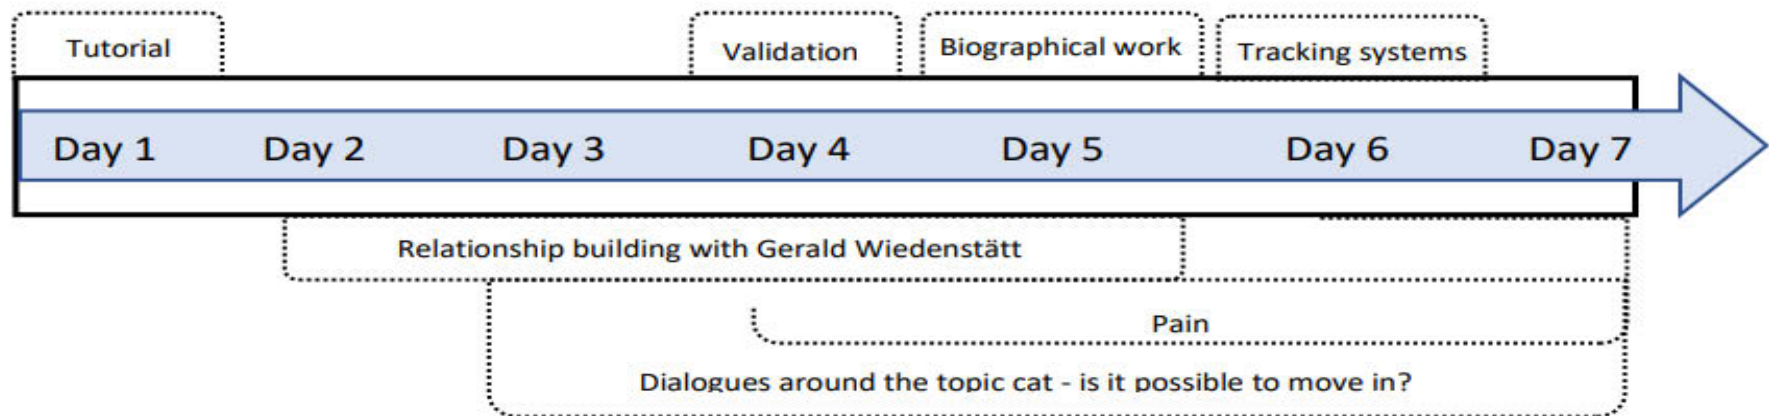 Tutorial
Validation
Biographical work
Tracking systems
Day 1
Day 2
Day 3
Day 4
Day 5
Day 6
Day 7
Relationship building with Gerald Wiedenstätt
Pain
Dialogues around the topic cat - is it possible to move in?